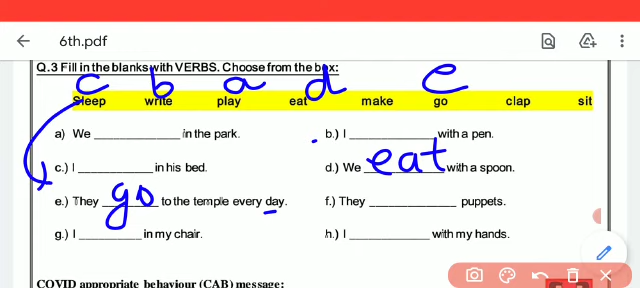 6th.pdf
Q.3 Fill in the blanks with VERBS. Choose from the box:
c b a d e
Sleep write play eat make go clap sit
a) We ____________ in the park. b.) I ____________ with a pen.
c.) I ____________ in his bed. d.) We eat with a spoon.
e.) They go to the temple every day. f.) They ____________ puppets.
g.) I ____________ in my chair. h.) I ____________ with my hands.
COVID appropriate behaviour (CAB) message: